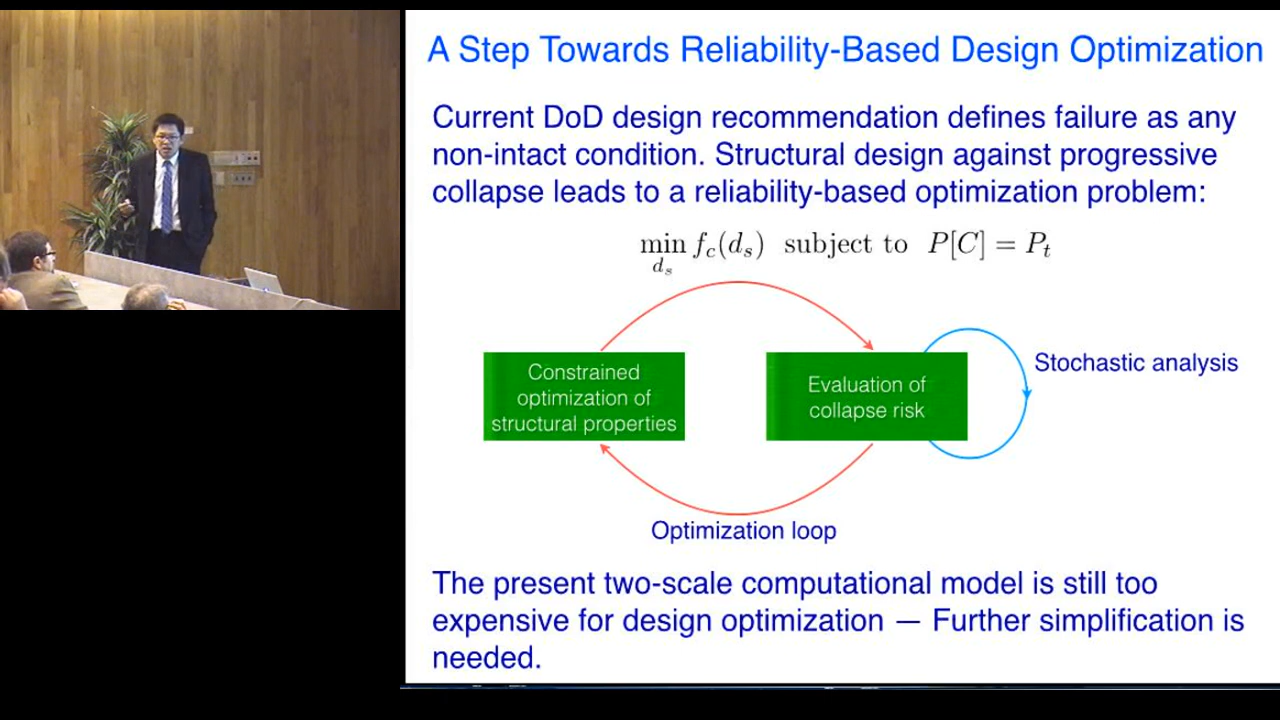 A Step Towards Reliability-Based Design Optimization
Current DoD design recommendation defines failure as any
non-intact condition. Structural design against progressive
collapse leads to a reliability-based optimization problem:
min f_c(d_s) subject to P[C] = P_t
d_s
Constrained
optimization of
structural properties
Evaluation of
collapse risk
Stochastic analysis
Optimization loop
The present two-scale computational model is still too
expensive for design optimization — Further simplification is
needed.